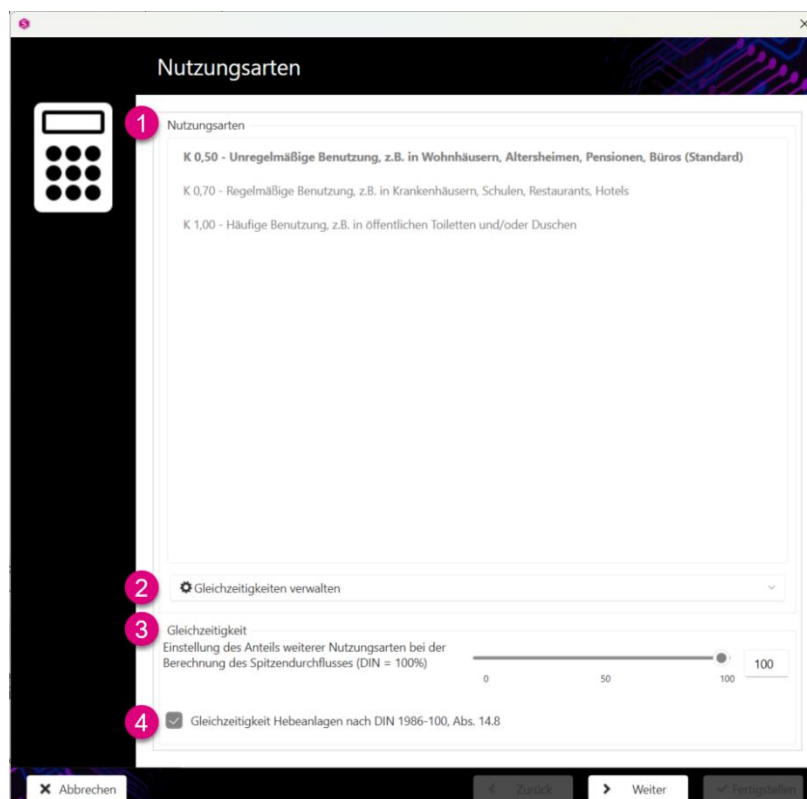 S
Nutzungsarten
1
Nutzungsarten
K 0,50 - Unregelmäßige Benutzung, z.B. in Wohnhäusern, Altersheimen, Pensionen, Büros (Standard)
K 0,70 - Regelmäßige Benutzung, z.B. in Krankenhäusern, Schulen, Restaurants, Hotels
K 1,00 - Häufige Benutzung, z.B. in öffentlichen Toiletten und/oder Duschen
2
Gleichzeitigkeiten verwalten
3
Gleichzeitigkeit
Einstellung des Anteils weiterer Nutzungsarten bei der
Berechnung des Spitzendurchflusses (DIN = 100%)
100
0 50 100
4
Gleichzeitigkeit Hebeanlagen nach DIN 1986-100, Abs. 14.8
Abbrechen Zurück Weiter Fertigstellen